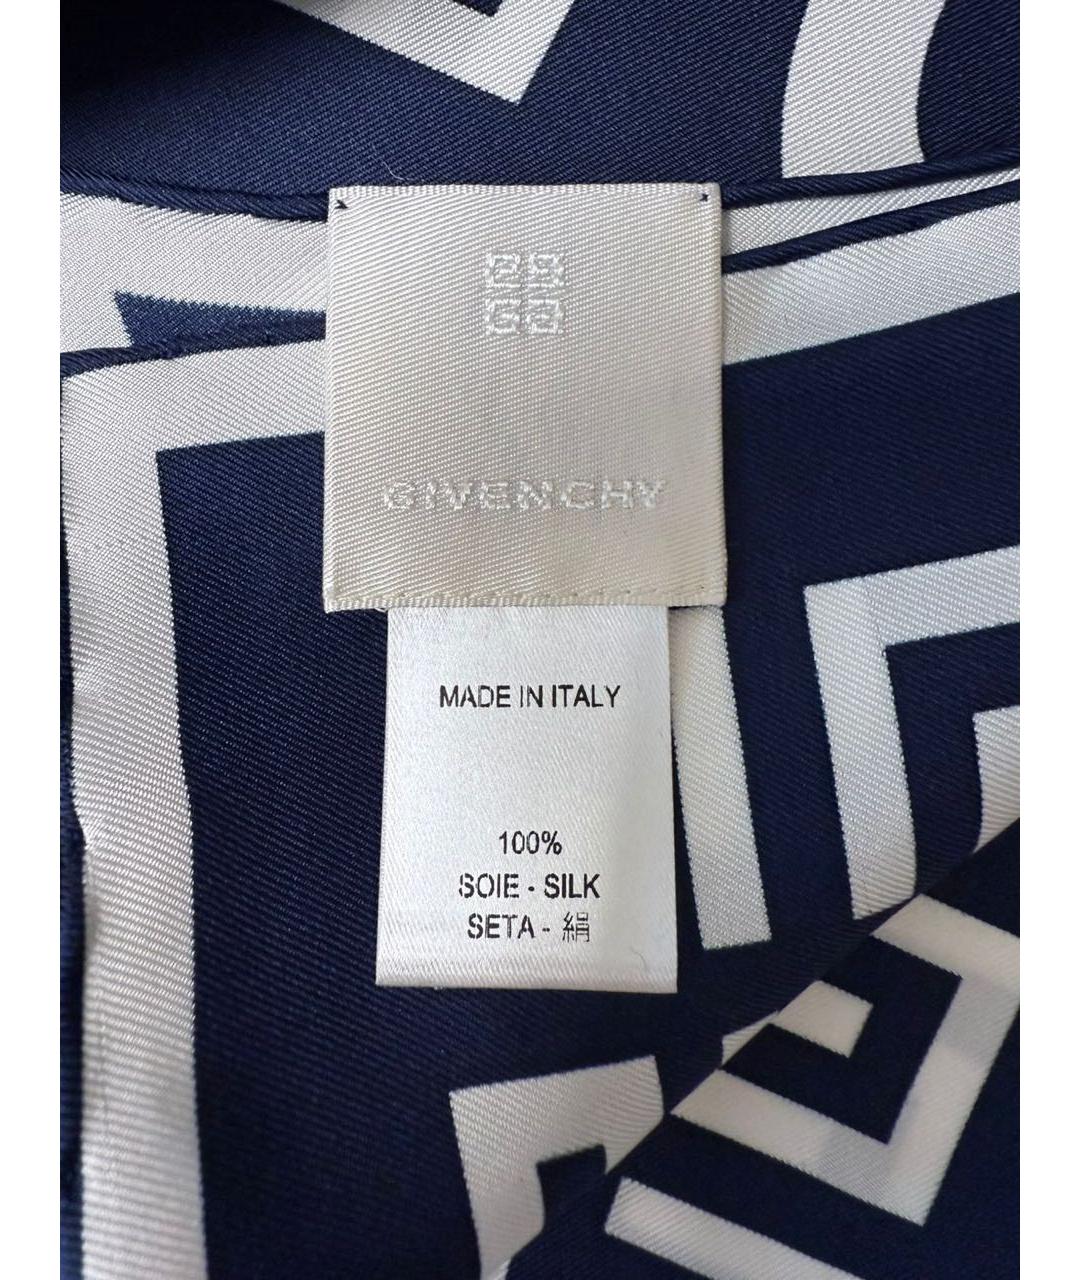 GIVENCHY
MADE IN ITALY
100%
SOIE - SILK
SETA - 絹